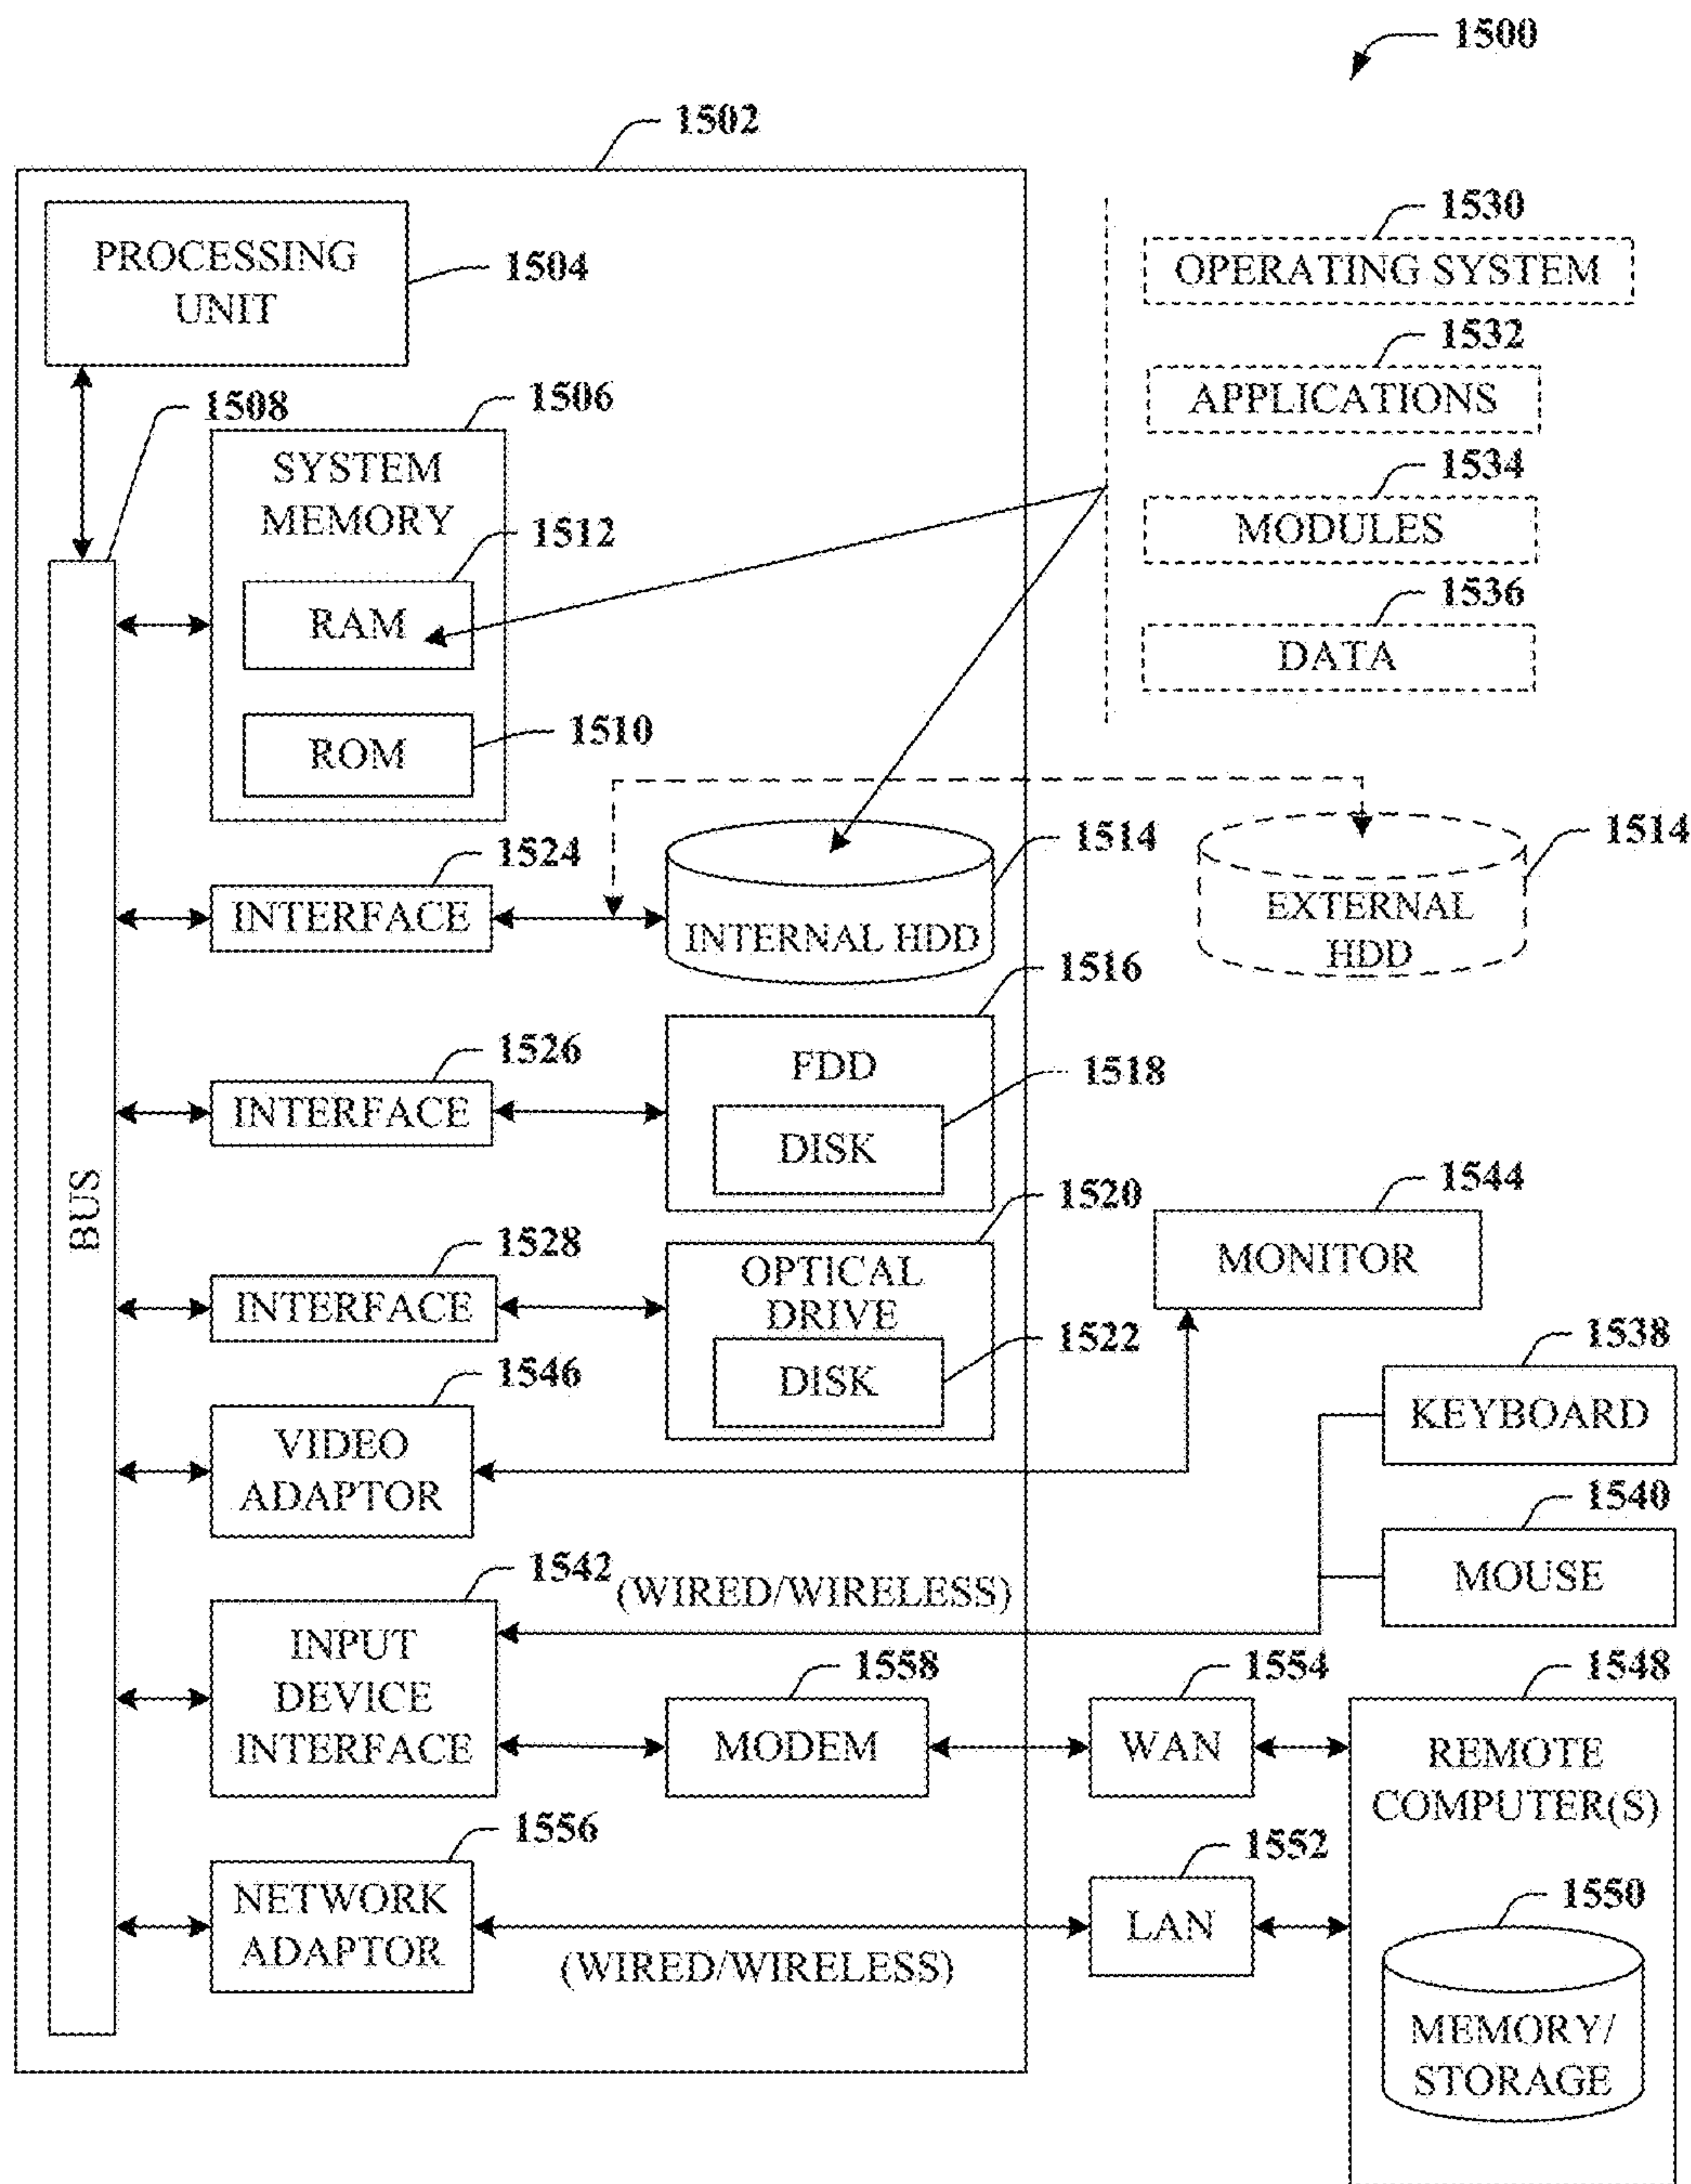 1500
1502
PROCESSING
UNIT
1504
1508
1506
SYSTEM
MEMORY
1512
RAM
1510
ROM
1530
OPERATING SYSTEM
1532
APPLICATIONS
1534
MODULES
1536
DATA
1524
INTERFACE
1514
INTERNAL HDD
1514
EXTERNAL
HDD
1516
FDD
1526
INTERFACE
1518
DISK
BUS
1520
OPTICAL
DRIVE
1528
INTERFACE
1522
DISK
1544
MONITOR
1546
VIDEO
ADAPTOR
1538
KEYBOARD
1540
MOUSE
1542
(WIRED/WIRELESS)
INPUT
DEVICE
INTERFACE
1558
MODEM
1554
WAN
1548
REMOTE
COMPUTER(S)
1556
NETWORK
ADAPTOR
(WIRED/WIRELESS)
1552
LAN
1550
MEMORY/
STORAGE